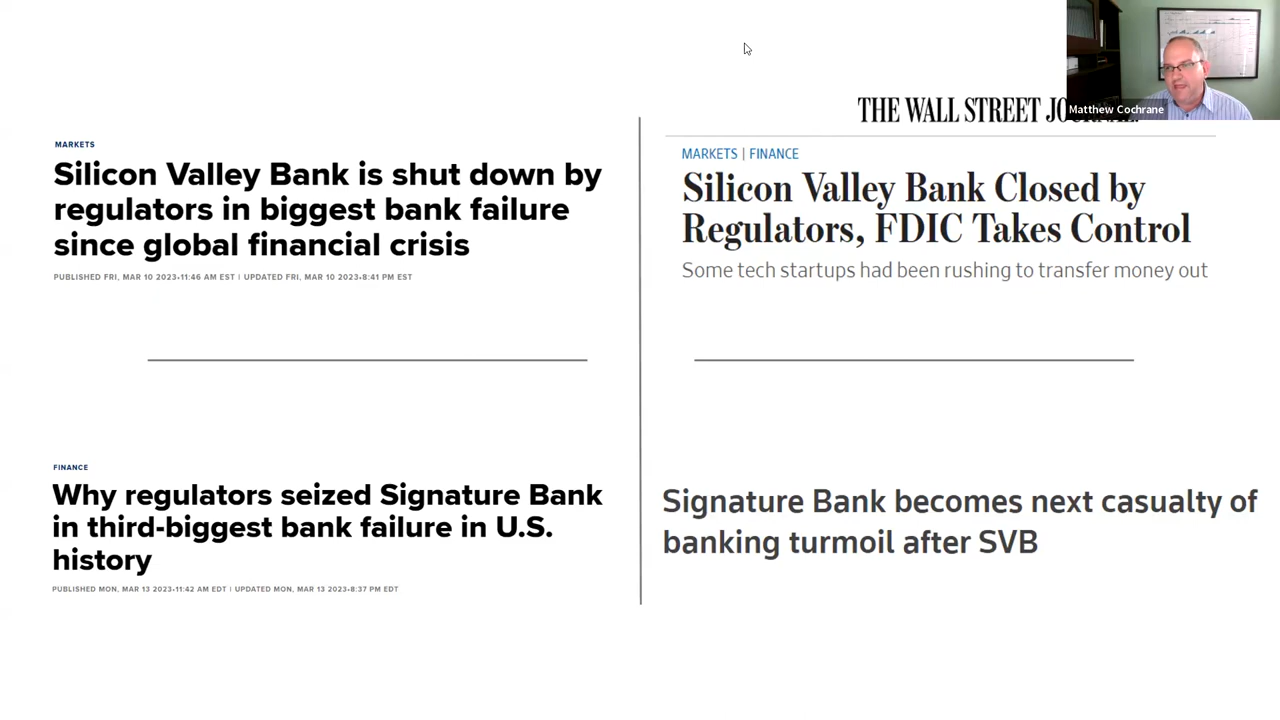 MARKETS
Silicon Valley Bank is shut down by
regulators in biggest bank failure
since global financial crisis
PUBLISHED FRI, MAR 10 2023•11:46 AM EST | UPDATED FRI, MAR 10 2023•8:41 PM EST
FINANCE
Why regulators seized Signature Bank
in third-biggest bank failure in U.S.
history
PUBLISHED MON, MAR 13 2023•11:42 AM EDT | UPDATED MON, MAR 13 2023•8:37 PM EDT
Matthew Cochrane
THE WALL STREET
MARKETS | FINANCE
Silicon Valley Bank Closed by
Regulators, FDIC Takes Control
Some tech startups had been rushing to transfer money out
Signature Bank becomes next casualty of
banking turmoil after SVB